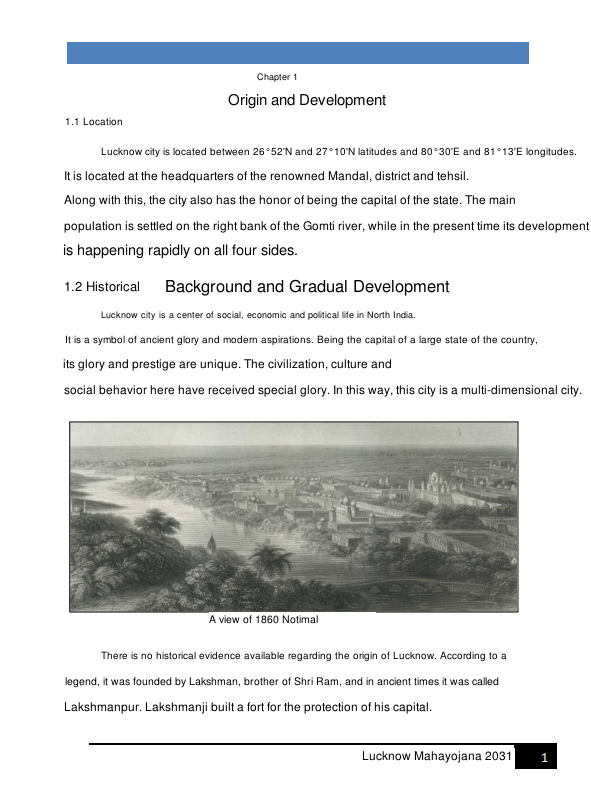 Chapter 1
Origin and Development
1.1 Location
Lucknow city is located between 26°52'N and 27°10'N latitudes and 80°30'E and 81°13'E longitudes.
It is located at the headquarters of the renowned Mandal, district and tehsil.
Along with this, the city also has the honor of being the capital of the state. The main
population is settled on the right bank of the Gomti river, while in the present time its development
is happening rapidly on all four sides.
1.2 Historical Background and Gradual Development
Lucknow city is a center of social, economic and political life in North India.
It is a symbol of ancient glory and modern aspirations. Being the capital of a large state of the country,
its glory and prestige are unique. The civilization, culture and
social behavior here have received special glory. In this way, this city is a multi-dimensional city.
A view of 1860 Notimal
There is no historical evidence available regarding the origin of Lucknow. According to a
legend, it was founded by Lakshman, brother of Shri Ram, and in ancient times it was called
Lakshmanpur. Lakshmanji built a fort for the protection of his capital.
Lucknow Mahayojana 2031 1